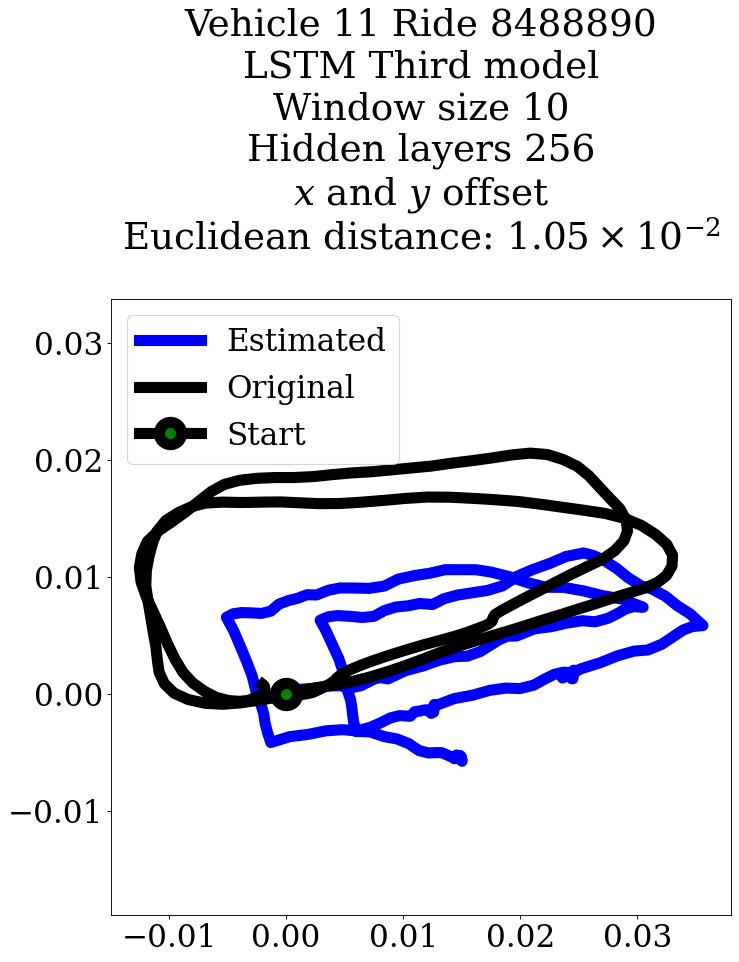 Vehicle 11 Ride 8488890
LSTM Third model
Window size 10
Hidden layers 256
x and y offset
Euclidean distance: 1.05 × 10⁻²
Estimated
Original
Start
0.03
0.02
0.01
0.00
−0.01
−0.01 0.00 0.01 0.02 0.03